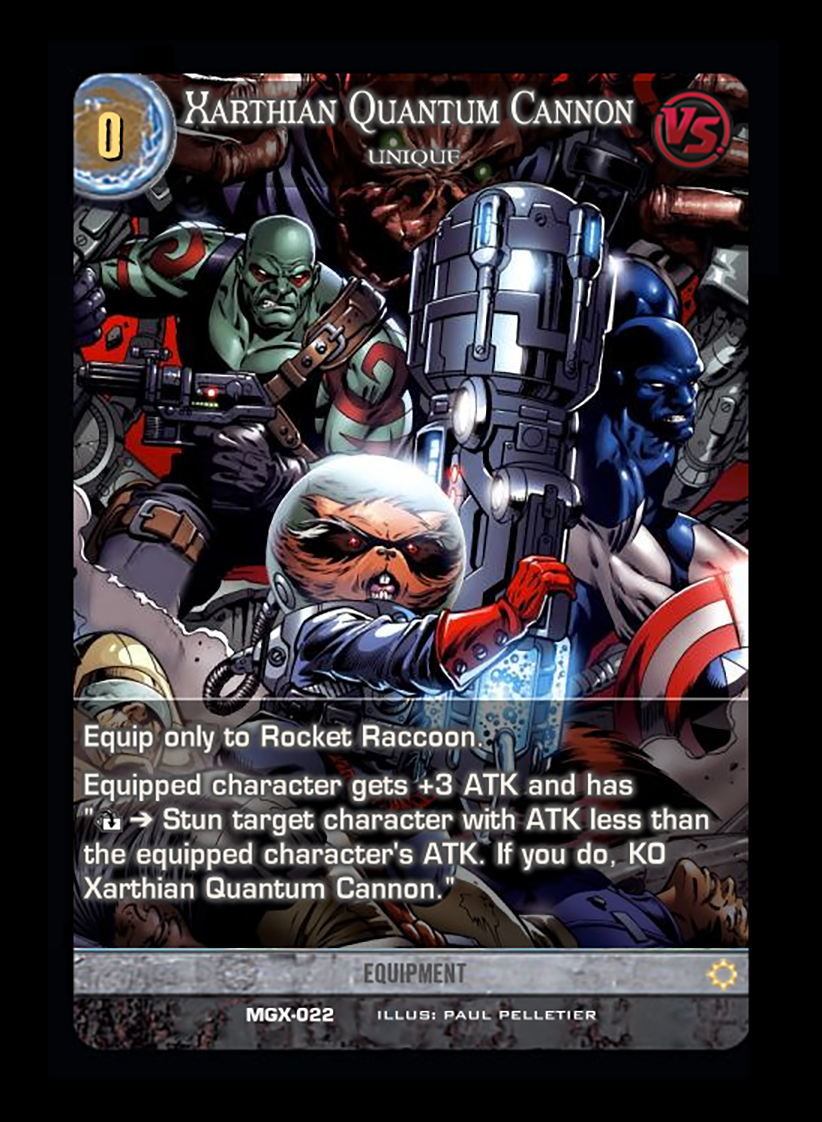 0
Xarthian Quantum Cannon
VS.
UNIQUE
Equip only to Rocket Raccoon.
Equipped character gets +3 ATK and has
" ➔ Stun target character with ATK less than
the equipped character's ATK. If you do, KO
Xarthian Quantum Cannon."
EQUIPMENT
MGX-022 ILLUS: PAUL PELLETIER